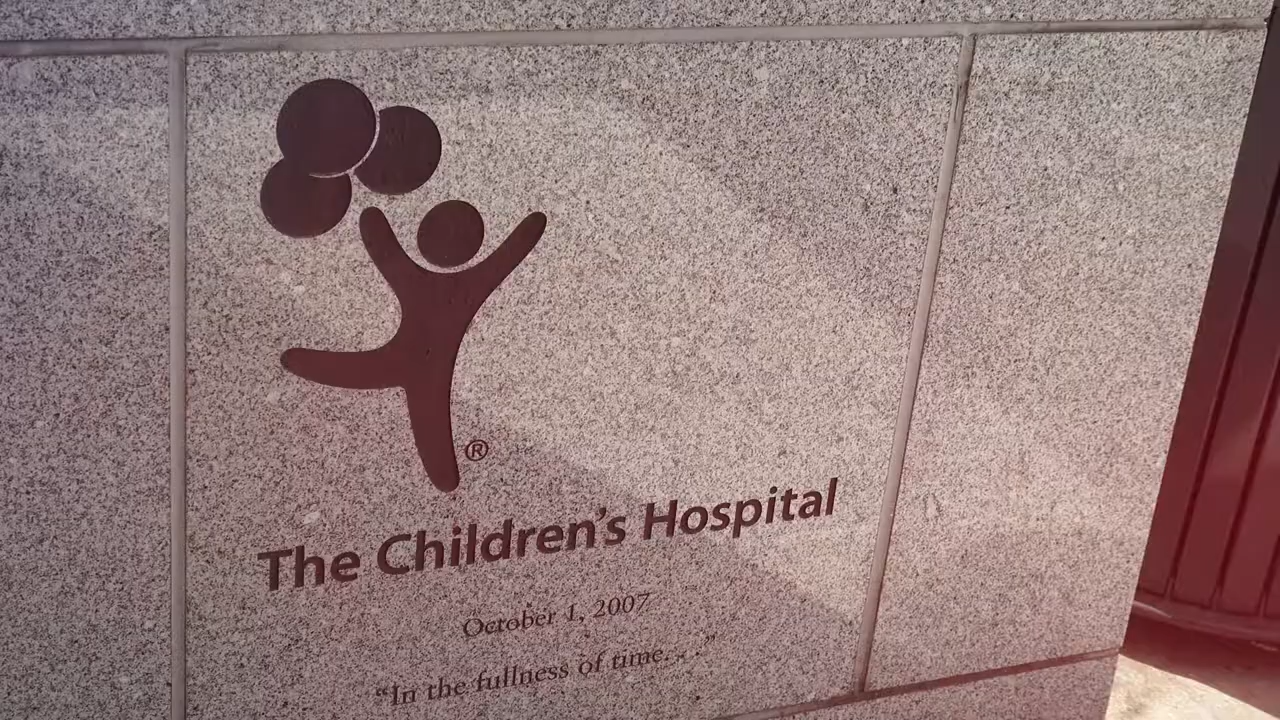 ®
The Children's Hospital
October 1, 2007
“In the fullness of time. . .”